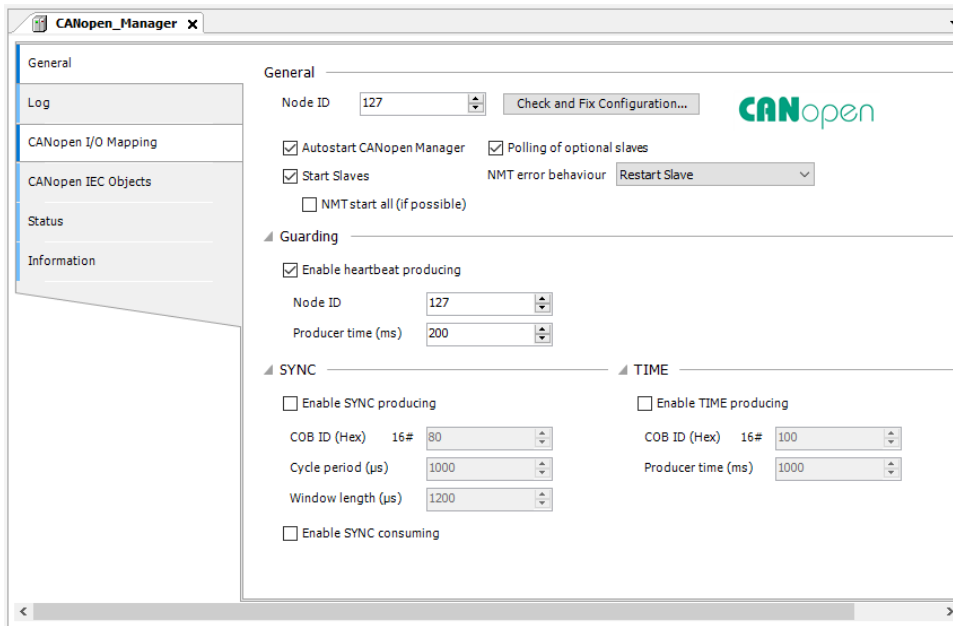 CANopen_Manager
General
Log
CANopen I/O Mapping
CANopen IEC Objects
Status
Information
General
Node ID 127 Check and Fix Configuration... CANopen
Autostart CANopen Manager Polling of optional slaves
Start Slaves NMT error behaviour Restart Slave
NMT start all (if possible)
Guarding
Enable heartbeat producing
Node ID 127
Producer time (ms) 200
SYNC
Enable SYNC producing
COB ID (Hex) 16# 80
Cycle period (µs) 1000
Window length (µs) 1200
Enable SYNC consuming
TIME
Enable TIME producing
COB ID (Hex) 16# 100
Producer time (ms) 1000